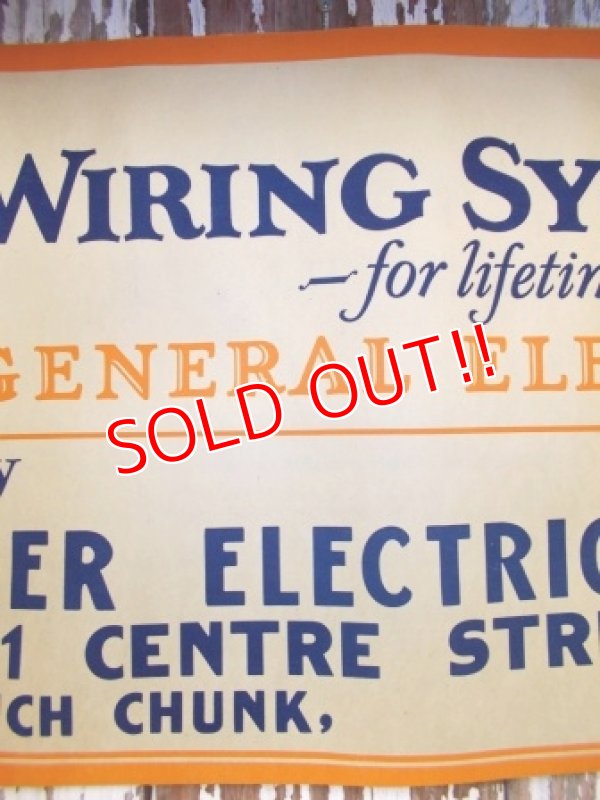 WIRING SY
—for lifetin
GENERAL ELE
SOLD OUT!!
y
ER ELECTRIC
1 CENTRE STR
CH CHUNK,